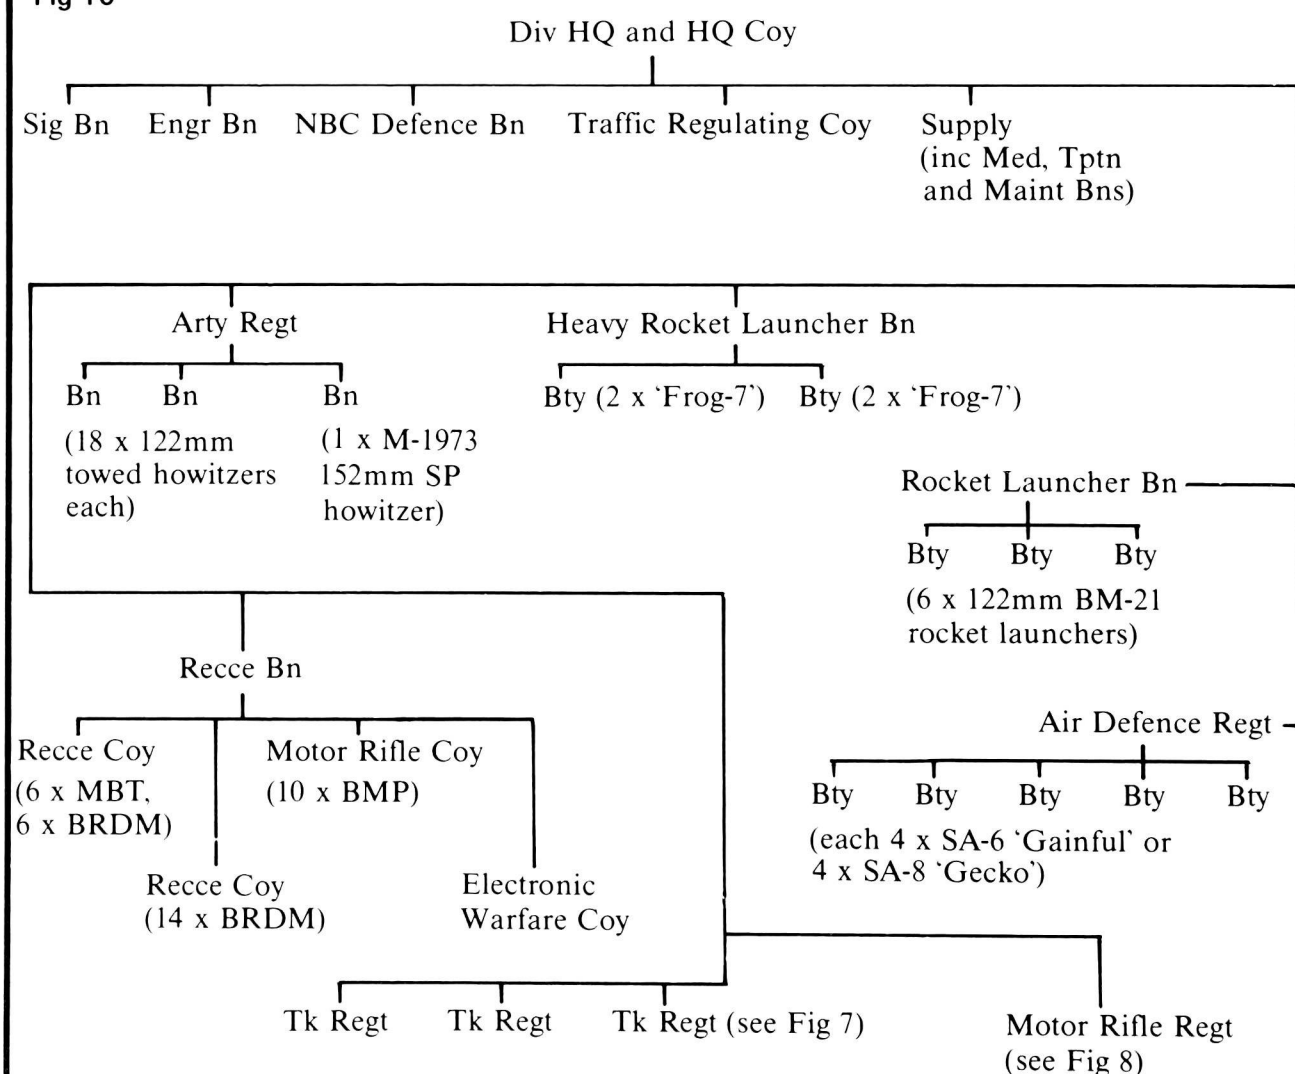 Div HQ and HQ Coy
Sig Bn Engr Bn NBC Defence Bn Traffic Regulating Coy Supply
(inc Med, Tptn
and Maint Bns)
Arty Regt Heavy Rocket Launcher Bn
Bn Bn Bn Bty (2 x ‘Frog-7’) Bty (2 x ‘Frog-7’)
(18 x 122mm
towed howitzers
each)
(1 x M-1973
152mm SP
howitzer)
Rocket Launcher Bn
Bty Bty Bty
(6 x 122mm BM-21
rocket launchers)
Recce Bn
Recce Coy
(6 x MBT,
6 x BRDM)
Motor Rifle Coy
(10 x BMP)
Air Defence Regt
Bty Bty Bty Bty Bty
(each 4 x SA-6 ‘Gainful’ or
4 x SA-8 ‘Gecko’)
Recce Coy
(14 x BRDM)
Electronic
Warfare Coy
Tk Regt Tk Regt Tk Regt (see Fig 7)
Motor Rifle Regt
(see Fig 8)